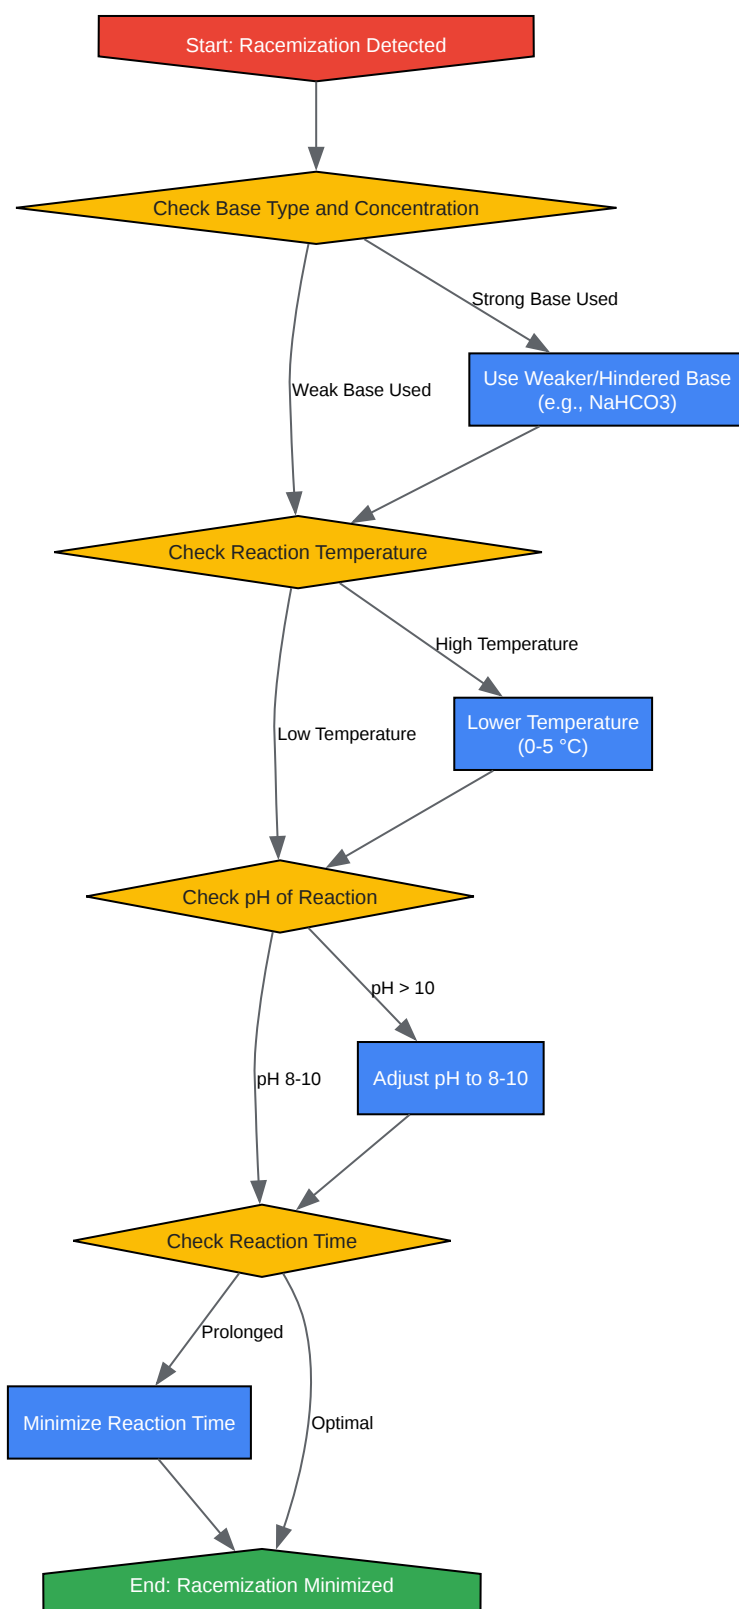 Start: Racemization Detected
Check Base Type and Concentration
Strong Base Used
Use Weaker/Hindered Base
(e.g., NaHCO3)
Weak Base Used
Check Reaction Temperature
High Temperature
Lower Temperature
(0-5 °C)
Low Temperature
Check pH of Reaction
pH > 10
Adjust pH to 8-10
pH 8-10
Check Reaction Time
Prolonged
Minimize Reaction Time
Optimal
End: Racemization Minimized